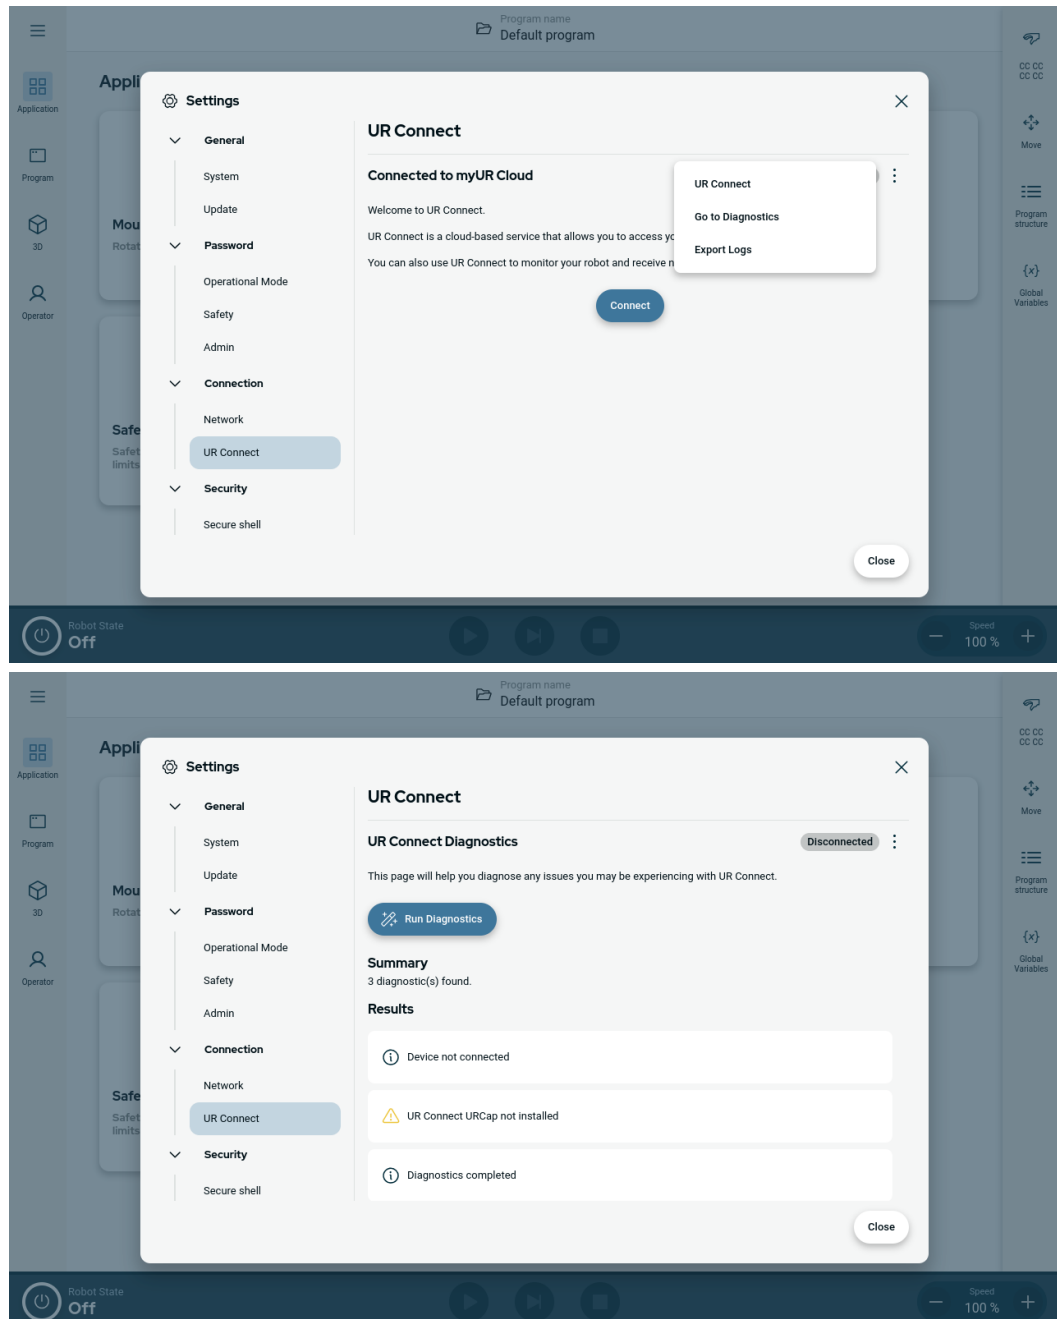 Program name
Default program
Appli
Application
CC CC
CC CC
Settings
UR Connect
General
Connected to myUR Cloud
UR Connect
Go to Diagnostics
Export Logs
Move
Program
System
Welcome to UR Connect.
Update
UR Connect is a cloud-based service that allows you to access yo
You can also use UR Connect to monitor your robot and receive n
Program
structure
Mou
Rotat
3D
Password
Operational Mode
Connect
Global
Variables
Operator
Safety
Admin
Connection
Network
UR Connect
Safe
Safet
limits
Security
Secure shell
Close
Robot State
Off
Speed
100 %
Program name
Default program
Appli
Application
CC CC
CC CC
Settings
UR Connect
General
UR Connect Diagnostics
Disconnected
Move
Program
System
Update
This page will help you diagnose any issues you may be experiencing with UR Connect.
Program
structure
Mou
Rotat
3D
Password
Run Diagnostics
Operational Mode
Summary
3 diagnostic(s) found.
Global
Variables
Operator
Safety
Admin
Results
Connection
Device not connected
Network
UR Connect
UR Connect URCap not installed
Safe
Safet
limits
Security
Secure shell
Diagnostics completed
Close
Robot State
Off
Speed
100 %